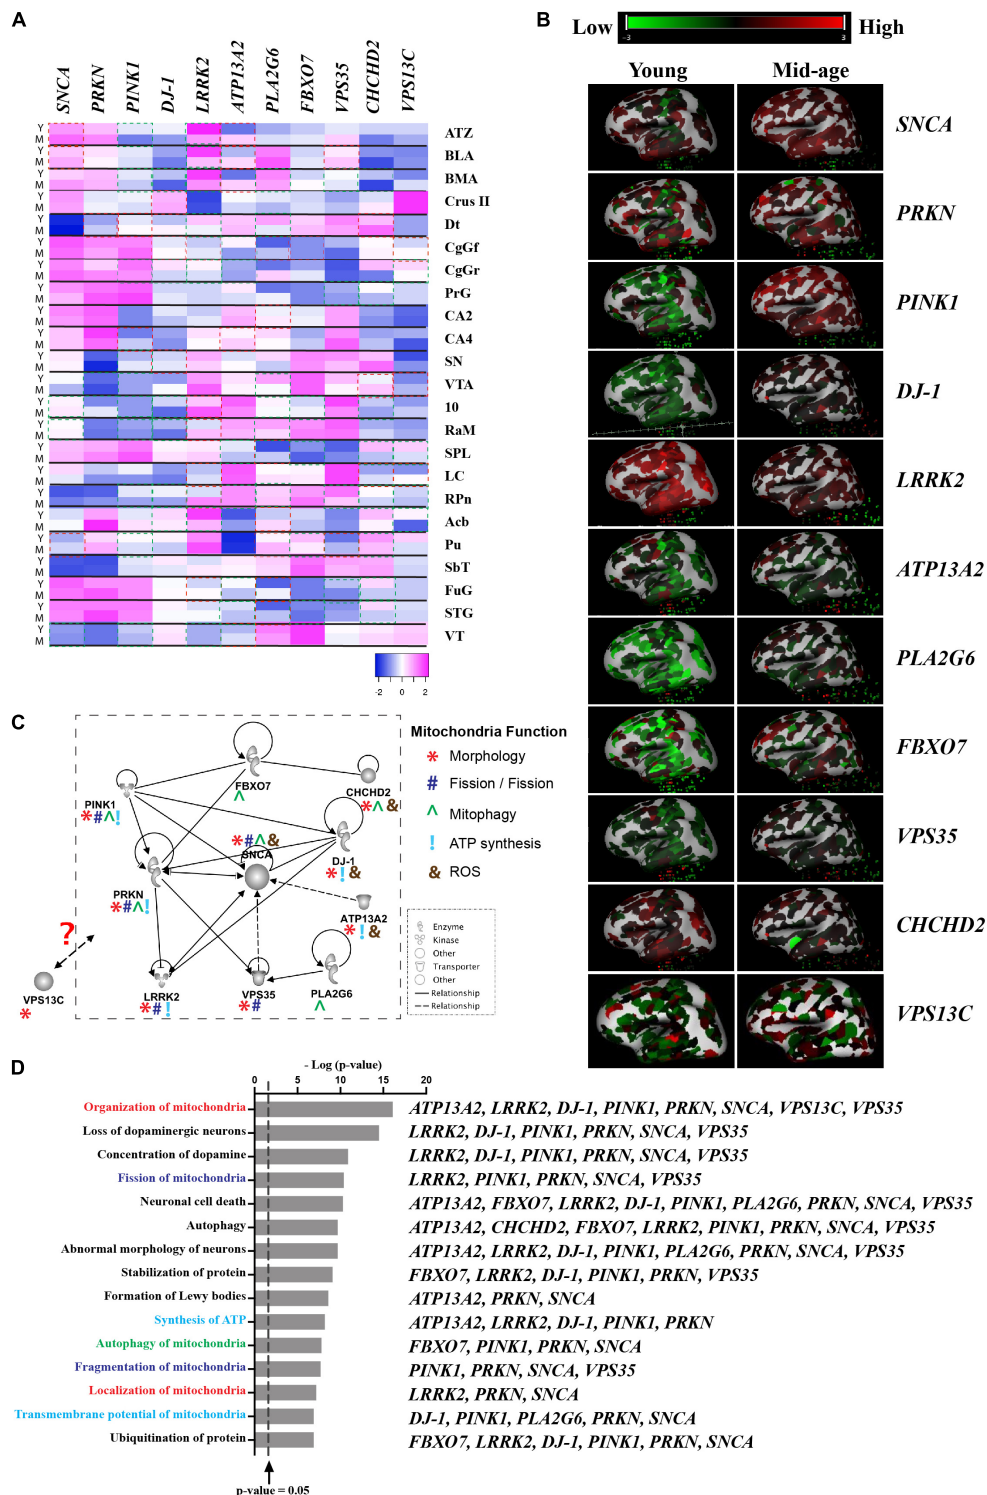 A
SNCA PRKN PINK1 DJ-1 LRRK2 ATP13A2 PLA2G6 FBXO7 VPS35 CHCHD2 VPS13C
Y
M ATZ
Y
M BLA
Y
M BMA
Y
M Crus II
Y
M Dt
Y
M CgGf
Y
M CgGr
Y
M PrG
Y
M CA2
Y
M CA4
Y
M SN
Y
M VTA
Y
M 10
Y
M RaM
Y
M SPL
Y
M LC
Y
M RPn
Y
M Acb
Y
M Pu
Y
M SbT
Y
M FuG
Y
M STG
Y
M VT
-2 0 2
B
Low -3 3 High
Young Mid-age
SNCA
PRKN
PINK1
DJ-1
LRRK2
ATP13A2
PLA2G6
FBXO7
VPS35
CHCHD2
VPS13C
C
Mitochondria Function
* Morphology
# Fission / Fission
^ Mitophagy
! ATP synthesis
& ROS
FBXO7
^
CHCHD2
*^&
PINK1
*#^!
*#^&
SNCA
DJ-1
*!&
PRKN
*#^!
ATP13A2
*!&
?
VPS13C
*
LRRK2
*#!
VPS35
*#
PLA2G6
^
Enzyme
Kinase
Other
Transporter
Other
Relationship
Relationship
D
- Log (p-value)
0 5 10 15 20
Organization of mitochondria ATP13A2, LRRK2, DJ-1, PINK1, PRKN, SNCA, VPS13C, VPS35
Loss of dopaminergic neurons LRRK2, DJ-1, PINK1, PRKN, SNCA, VPS35
Concentration of dopamine LRRK2, DJ-1, PINK1, PRKN, SNCA, VPS35
Fission of mitochondria LRRK2, PINK1, PRKN, SNCA, VPS35
Neuronal cell death ATP13A2, FBXO7, LRRK2, DJ-1, PINK1, PLA2G6, PRKN, SNCA, VPS35
Autophagy ATP13A2, CHCHD2, FBXO7, LRRK2, PINK1, PRKN, SNCA, VPS35
Abnormal morphology of neurons ATP13A2, LRRK2, DJ-1, PINK1, PLA2G6, PRKN, SNCA, VPS35
Stabilization of protein FBXO7, LRRK2, DJ-1, PINK1, PRKN, VPS35
Formation of Lewy bodies ATP13A2, PRKN, SNCA
Synthesis of ATP ATP13A2, LRRK2, DJ-1, PINK1, PRKN
Autophagy of mitochondria FBXO7, PINK1, PRKN, SNCA
Fragmentation of mitochondria PINK1, PRKN, SNCA, VPS35
Localization of mitochondria LRRK2, PRKN, SNCA
Transmembrane potential of mitochondria DJ-1, PINK1, PLA2G6, PRKN, SNCA
Ubiquitination of protein FBXO7, LRRK2, DJ-1, PINK1, PRKN, SNCA
p-value = 0.05